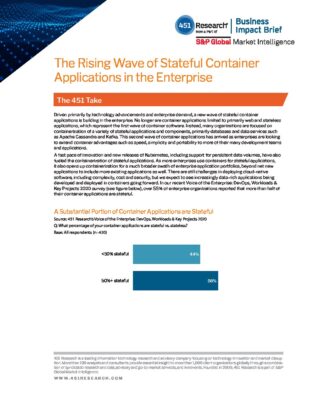 451 Research
Business
Impact Brief
S&P Global Market Intelligence
The Rising Wave of Stateful Container
Applications in the Enterprise
The 451 Take
Driven primarily by technology advancements and enterprise demand, a new wave of stateful container
applications is building in the enterprise. No longer are container applications limited to primarily web and stateless
applications, which represent the first wave of container software. Instead, many organizations are focused on
containerization of a variety of stateful applications and components, primarily databases and data services such
as Apache Cassandra and Kafka. This second wave of container applications has arrived as enterprises are looking
to extend container advantages such as speed, simplicity and portability to more of their many development teams
and applications.
A fast pace of innovation and new releases of Kubernetes, including support for persistent data volumes, have also
fueled the containerization of stateful applications. As more enterprises use containers for stateful applications,
it also opens up containerization for a much broader swath of enterprise application portfolios, beyond net new
applications to include more existing applications as well. There are still challenges in deploying cloud-native
software, including complexity, cost and security, but we expect to see increasingly data-rich applications being
developed and deployed in containers going forward. In our recent Voice of the Enterprise: DevOps, Workloads &
Key Projects 2020 survey (see figure below), over 55% of enterprise organizations reported that more than half of
their container applications are stateful.
A Substantial Portion of Container Applications are Stateful
Source: 451 Research's Voice of the Enterprise: DevOps, Workloads & Key Projects 2020
Q: What percentage of your container applications are stateful vs. stateless?
Base: All respondents
<50% stateful
44%
50%+ stateful
56%
451 Research is a leading information technology research and advisory company focusing on technology innovation and market disrup-
tion. More than 100 analysts and consultants provide essential insight to more than 1,000 client organizations globally through a combina-
tion of syndicated research and data, advisory and go-to-market services, and live events. Founded in 2000, 451 Research is a part of S&P
Global Market Intelligence.
WWW.451RESEARCH.COM